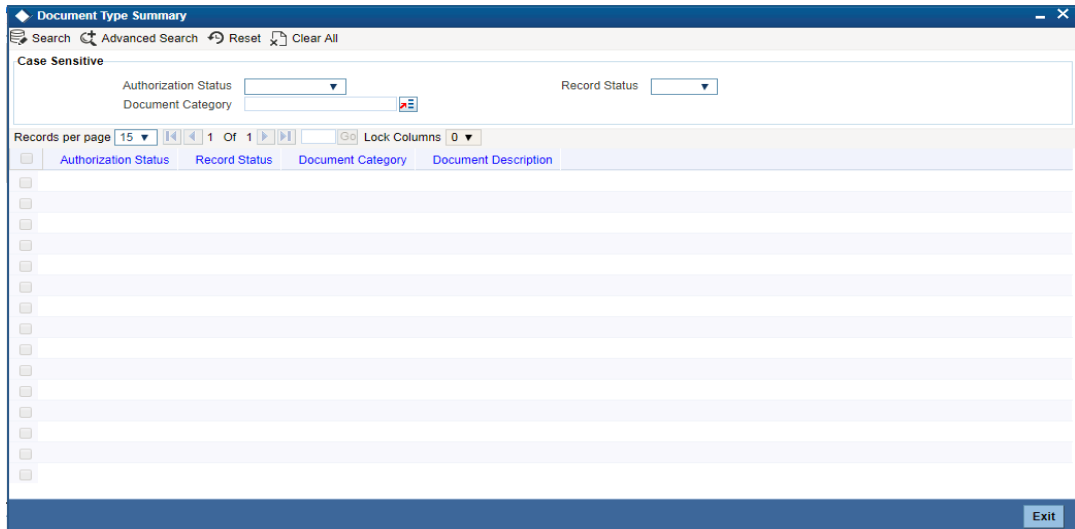 Document Type Summary
Search Advanced Search Reset Clear All
Case Sensitive
Authorization Status Record Status
Document Category
Records per page 15 1 Of 1 Go Lock Columns 0
Authorization Status Record Status Document Category Document Description
Exit